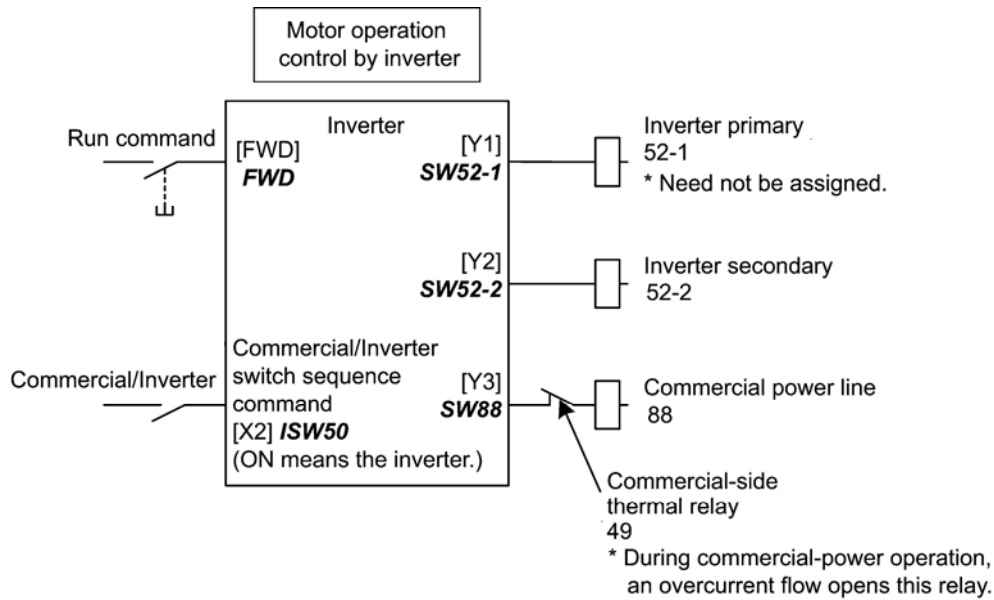 Motor operation
control by inverter
Run command
[FWD]
FWD
Inverter
[Y1]
SW52-1
Inverter primary
52-1
* Need not be assigned.
[Y2]
SW52-2
Inverter secondary
52-2
Commercial/Inverter
Commercial/Inverter
switch sequence
command
[X2] ISW50
(ON means the inverter.)
[Y3]
SW88
Commercial power line
88
Commercial-side
thermal relay
49
* During commercial-power operation,
an overcurrent flow opens this relay.